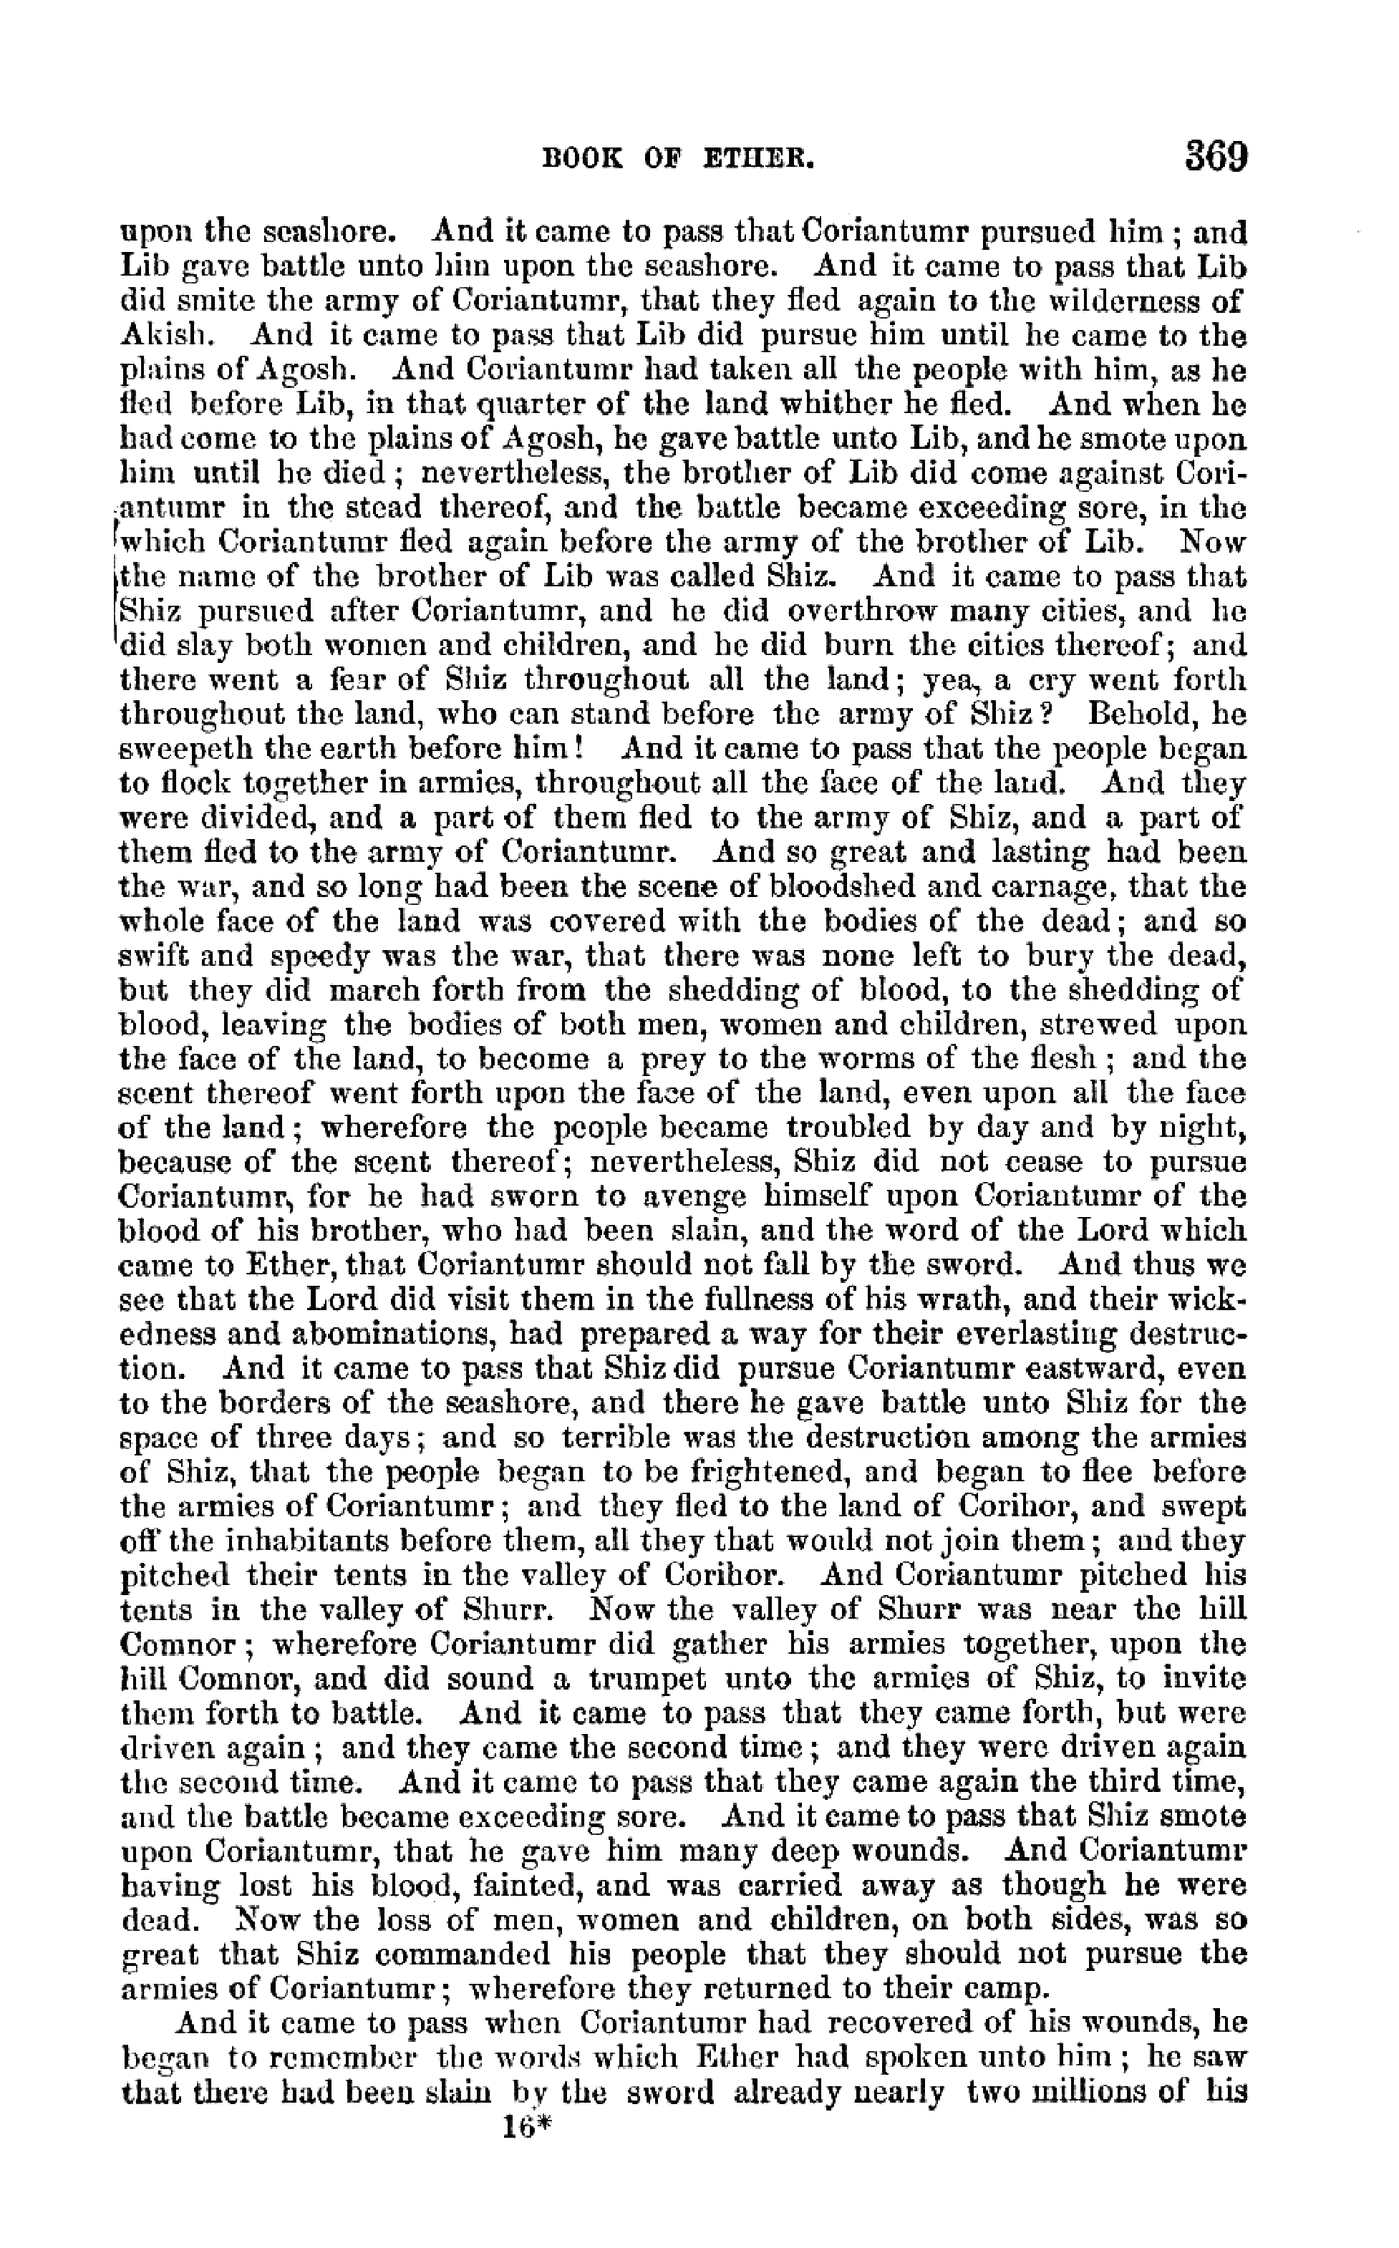 BOOK OF ETHER. 369
upon the seashore. And it came to pass that Coriantumr pursued him; and
Lib gave battle unto him upon the seashore. And it came to pass that Lib
did smite the army of Coriantumr, that they fled again to the wilderness of
Akish. And it came to pass that Lib did pursue him until he came to the
plains of Agosh. And Coriantumr had taken all the people with him, as he
fled before Lib, in that quarter of the land whither he fled. And when he
had come to the plains of Agosh, he gave battle unto Lib, and he smote upon
him until he died; nevertheless, the brother of Lib did come against Cori-
antumr in the stead thereof, and the battle became exceeding sore, in the
which Coriantumr fled again before the army of the brother of Lib. Now
the name of the brother of Lib was called Shiz. And it came to pass that
Shiz pursued after Coriantumr, and he did overthrow many cities, and he
did slay both women and children, and he did burn the cities thereof; and
there went a fear of Shiz throughout all the land; yea, a cry went forth
throughout the land, who can stand before the army of Shiz? Behold, he
sweepeth the earth before him! And it came to pass that the people began
to flock together in armies, throughout all the face of the land. And they
were divided, and a part of them fled to the army of Shiz, and a part of
them fled to the army of Coriantumr. And so great and lasting had been
the war, and so long had been the scene of bloodshed and carnage, that the
whole face of the land was covered with the bodies of the dead; and so
swift and speedy was the war, that there was none left to bury the dead,
but they did march forth from the shedding of blood, to the shedding of
blood, leaving the bodies of both men, women and children, strewed upon
the face of the land, to become a prey to the worms of the flesh; and the
scent thereof went forth upon the face of the land, even upon all the face
of the land; wherefore the people became troubled by day and by night,
because of the scent thereof; nevertheless, Shiz did not cease to pursue
Coriantumr, for he had sworn to avenge himself upon Coriantumr of the
blood of his brother, who had been slain, and the word of the Lord which
came to Ether, that Coriantumr should not fall by the sword. And thus we
see that the Lord did visit them in the fullness of his wrath, and their wick-
edness and abominations, had prepared a way for their everlasting destruc-
tion. And it came to pass that Shiz did pursue Coriantumr eastward, even
to the borders of the seashore, and there he gave battle unto Shiz for the
space of three days; and so terrible was the destruction among the armies
of Shiz, that the people began to be frightened, and began to flee before
the armies of Coriantumr; and they fled to the land of Corihor, and swept
off the inhabitants before them, all they that would not join them; and they
pitched their tents in the valley of Corihor. And Coriantumr pitched his
tents in the valley of Shurr. Now the valley of Shurr was near the hill
Comnor; wherefore Coriantumr did gather his armies together, upon the
hill Comnor, and did sound a trumpet unto the armies of Shiz, to invite
them forth to battle. And it came to pass that they came forth, but were
driven again; and they came the second time; and they were driven again
the second time. And it came to pass that they came again the third time,
and the battle became exceeding sore. And it came to pass that Shiz smote
upon Coriantumr, that he gave him many deep wounds. And Coriantumr
having lost his blood, fainted, and was carried away as though he were
dead. Now the loss of men, women and children, on both sides, was so
great that Shiz commanded his people that they should not pursue the
armies of Coriantumr; wherefore they returned to their camp.
And it came to pass when Coriantumr had recovered of his wounds, he
began to remember the words which Ether had spoken unto him; he saw
that there had been slain by the sword already nearly two millions of his
16*